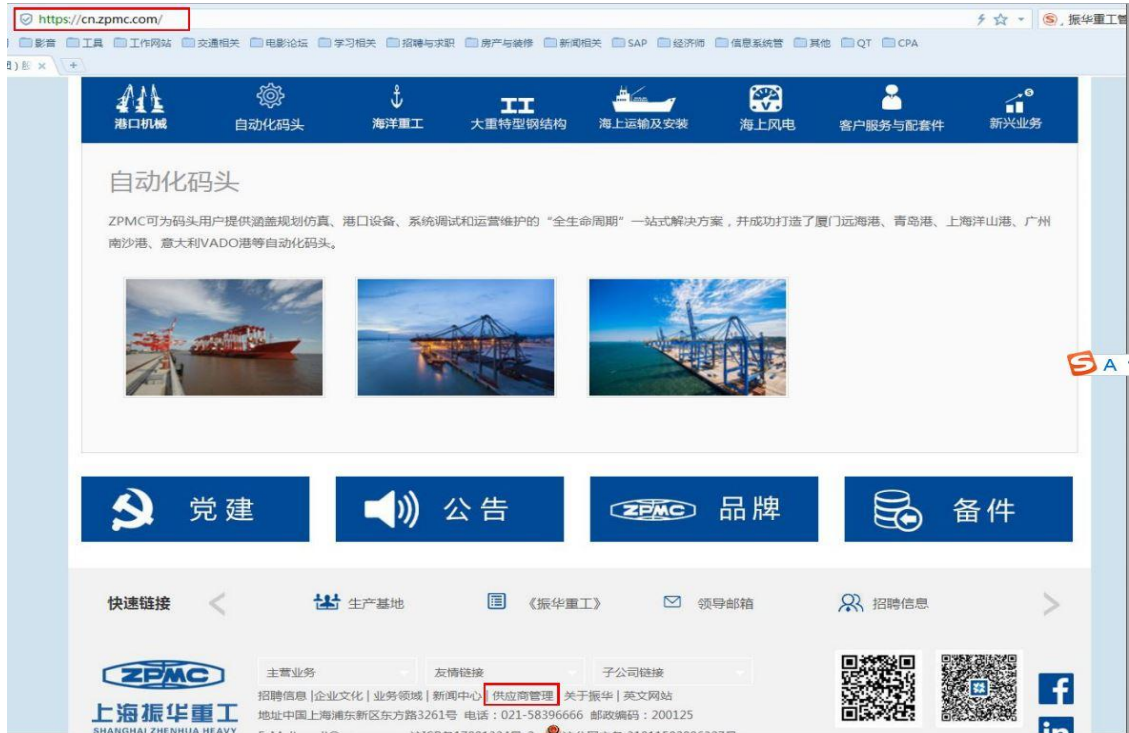 https://cn.zpmc.com/
振华重工管
影音 工具 工作网站 交通相关 电影论坛 学习相关 招聘与求职 房产与装修 新闻相关 SAP 经济师 信息系统管 其他 QT CPA
港口机械 自动化码头 海洋重工 大重特型钢结构 海上运输及安装 海上风电 客户服务与配套件 新兴业务
自动化码头
ZPMC可为码头用户提供涵盖规划仿真、港口设备、系统调试和运营维护的“全生命周期”一站式解决方案，并成功打造了厦门远海港、青岛港、上海洋山港、广州
南沙港、意大利VADO港等自动化码头。
党建 公告 ZPMC 品牌 备件
快速链接 生产基地 《振华重工》 领导邮箱 招聘信息
ZPMC
主营业务 友情链接 子公司链接
招聘信息|企业文化|业务领域|新闻中心|供应商管理 关于振华|英文网站
上海振华重工
地址中国上海浦东新区东方路3261号 电话：021-58396666 邮政编码：200125
SHANGHAI ZHENHUA HEAVY